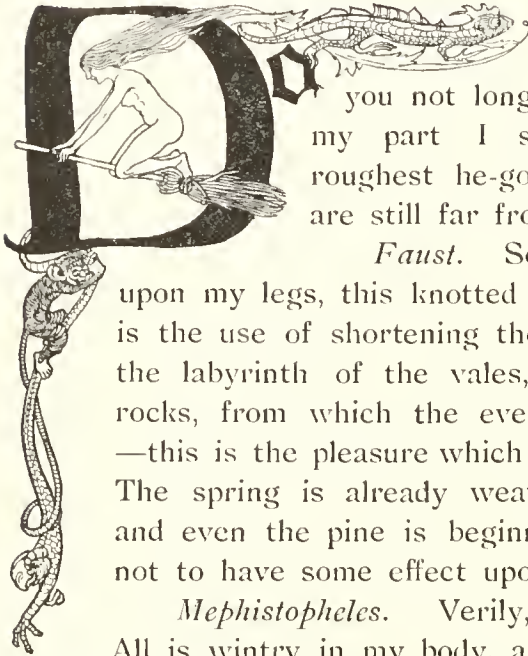 DO you not long
my part I s
roughest he-go
are still far fro
Faust. So
upon my legs, this knotted
is the use of shortening the
the labyrinth of the vales,
rocks, from which the eve
—this is the pleasure which
The spring is already wea
and even the pine is begin
not to have some effect upo
Mephistopheles. Verily,
All is wintry in my body, a